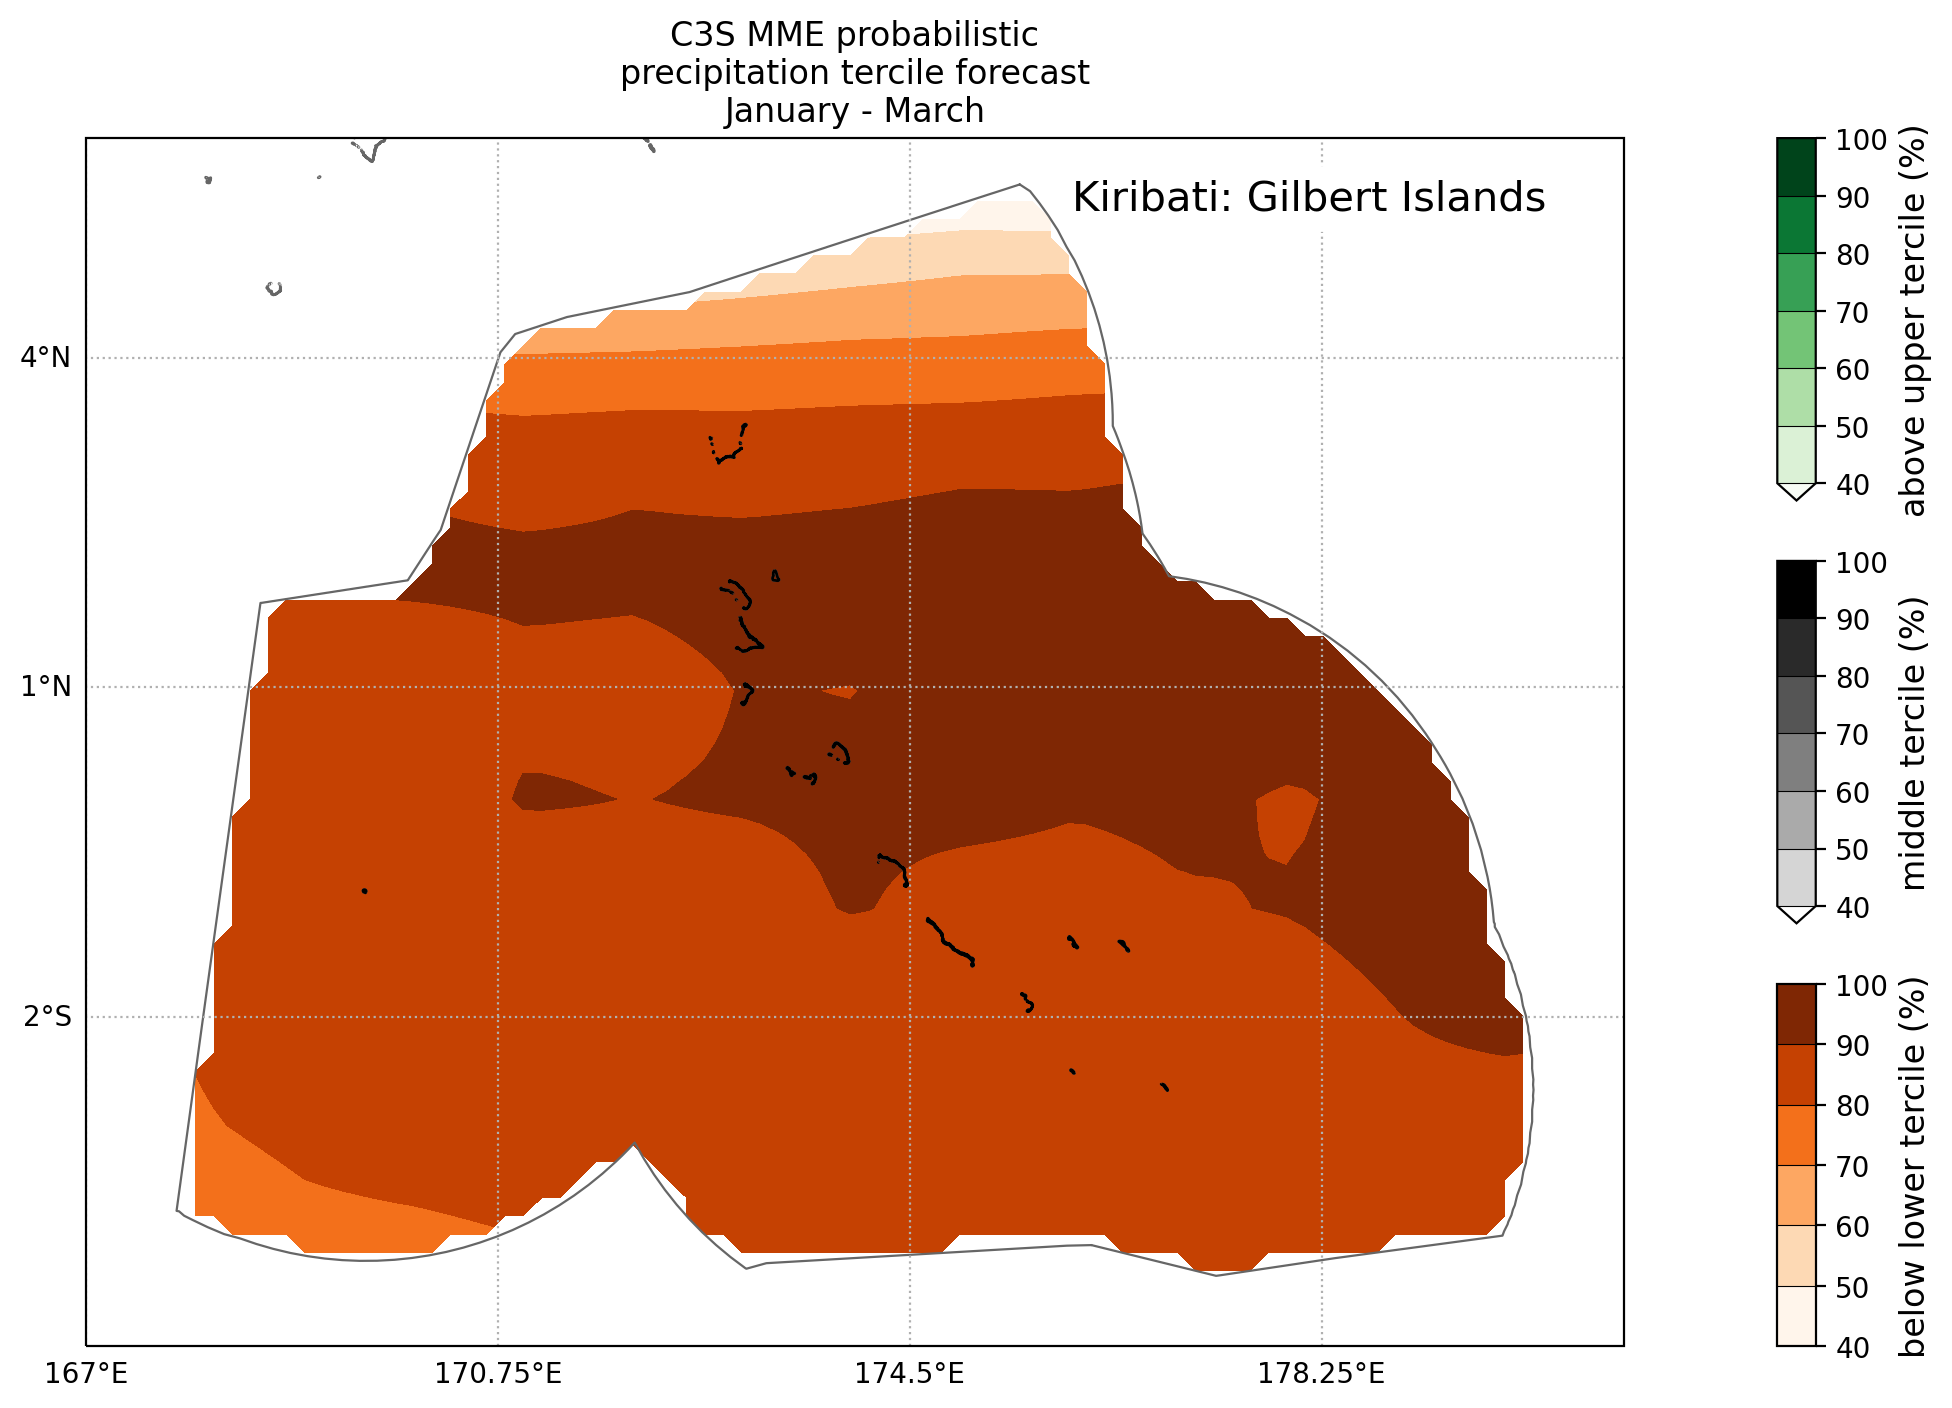 C3S MME probabilistic
precipitation tercile forecast
January - March
Kiribati: Gilbert Islands
4°N
1°N
2°S
167°E
170.75°E
174.5°E
178.25°E
100
90
80
70
60
50
40
above upper tercile (%)
100
90
80
70
60
50
40
middle tercile (%)
100
90
80
70
60
50
40
below lower tercile (%)